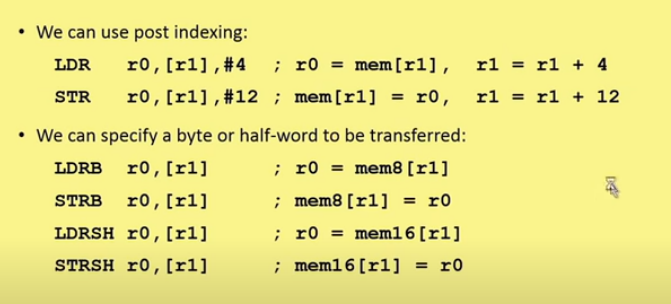 • We can use post indexing:
LDR r0,[r1],#4 ; r0 = mem[r1], r1 = r1 + 4
STR r0,[r1],#12 ; mem[r1] = r0, r1 = r1 + 12
• We can specify a byte or half-word to be transferred:
LDRB r0,[r1] ; r0 = mem8[r1]
STRB r0,[r1] ; mem8[r1] = r0
LDRSH r0,[r1] ; r0 = mem16[r1]
STRSH r0,[r1] ; mem16[r1] = r0